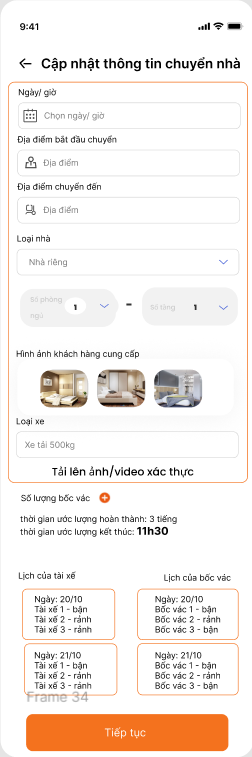 9:41
Cập nhật thông tin chuyển nhà
Ngày/ giờ
Chọn ngày/ giờ
Địa điểm bắt đầu chuyển
Địa điểm
Địa điểm chuyển đến
Địa điểm
Loại nhà
Nhà riêng
Số phòng ngủ
1
-
Số tầng
1
Hình ảnh khách hàng cung cấp
Loại xe
Xe tải 500kg
Tải lên ảnh/video xác thực
Số lượng bốc vác
thời gian ước lượng hoàn thành: 3 tiếng
thời gian ước lượng kết thúc: 11h30
Lịch của tài xế
Lịch của bốc vác
Ngày: 20/10
Tài xế 1 - bận
Tài xế 2 - rảnh
Tài xế 3 - rảnh
Ngày: 20/10
Bốc vác 1 - bận
Bốc vác 2 - rảnh
Bốc vác 3 - bận
Ngày: 21/10
Tài xế 1 - bận
Tài xế 2 - bận
Tài xế 3 - rảnh
Ngày: 21/10
Bốc vác 1 - bận
Bốc vác 2 - rảnh
Bốc vác 3 - rảnh
Frame 34
Tiếp tục